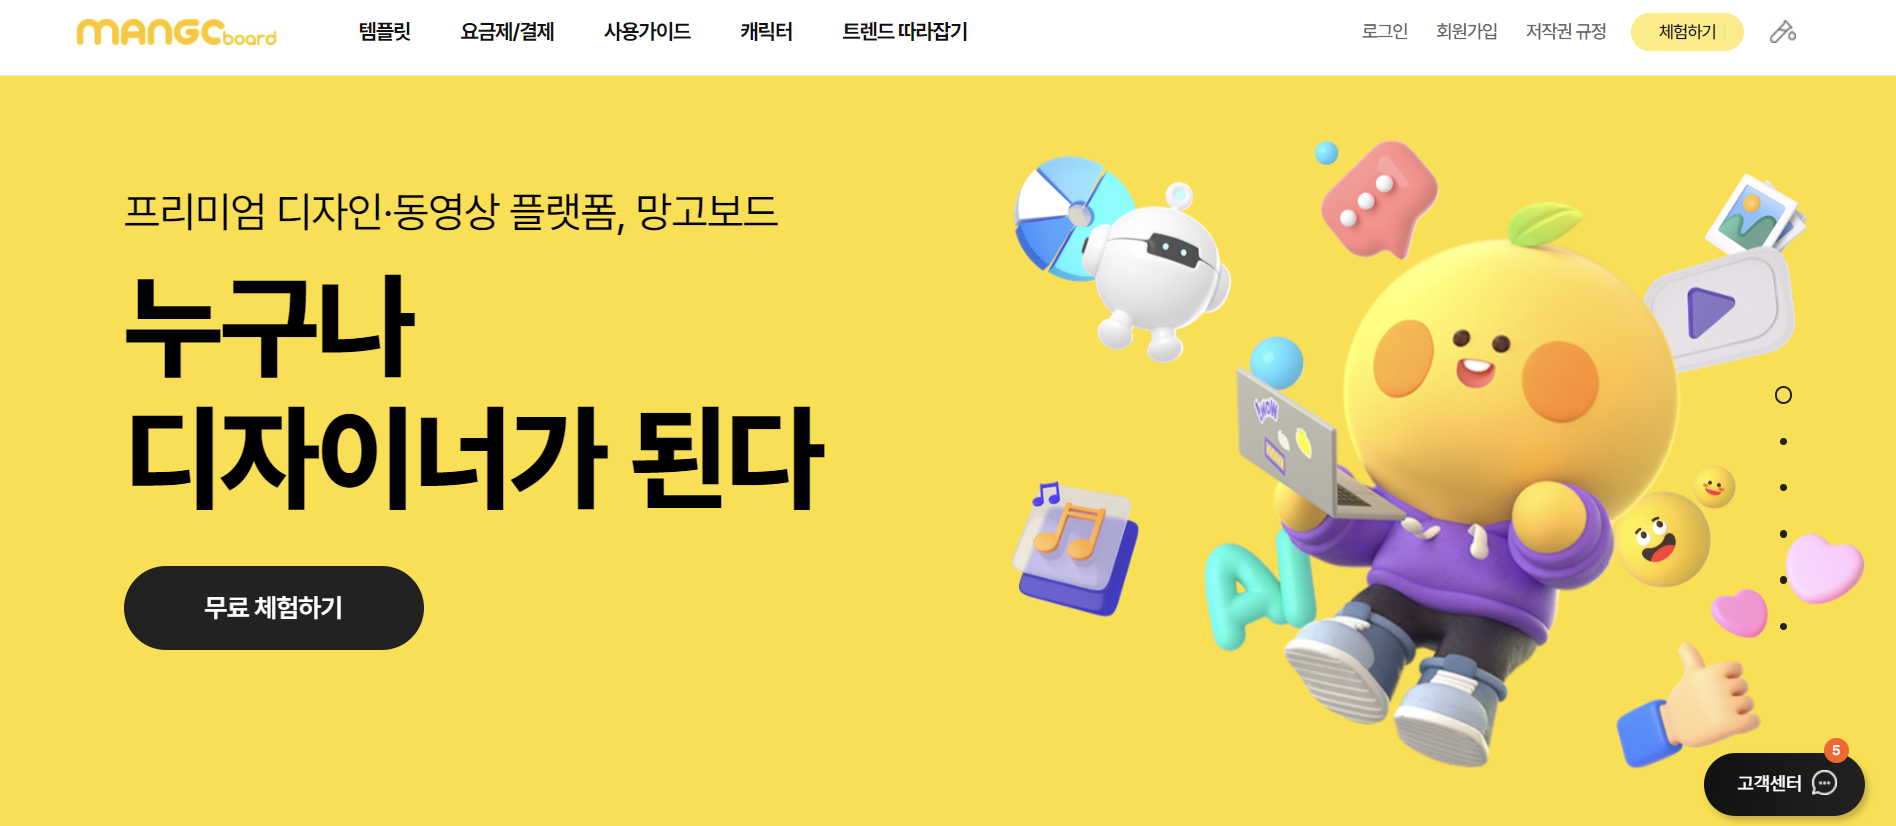 MANGO board
템플릿 요금제/결제 사용가이드 캐릭터 트렌드 따라잡기
로그인 회원가입 저작권 규정 체험하기
프리미엄 디자인·동영상 플랫폼, 망고보드
누구나
디자이너가 된다
무료 체험하기
WOW
AI
5
고객센터